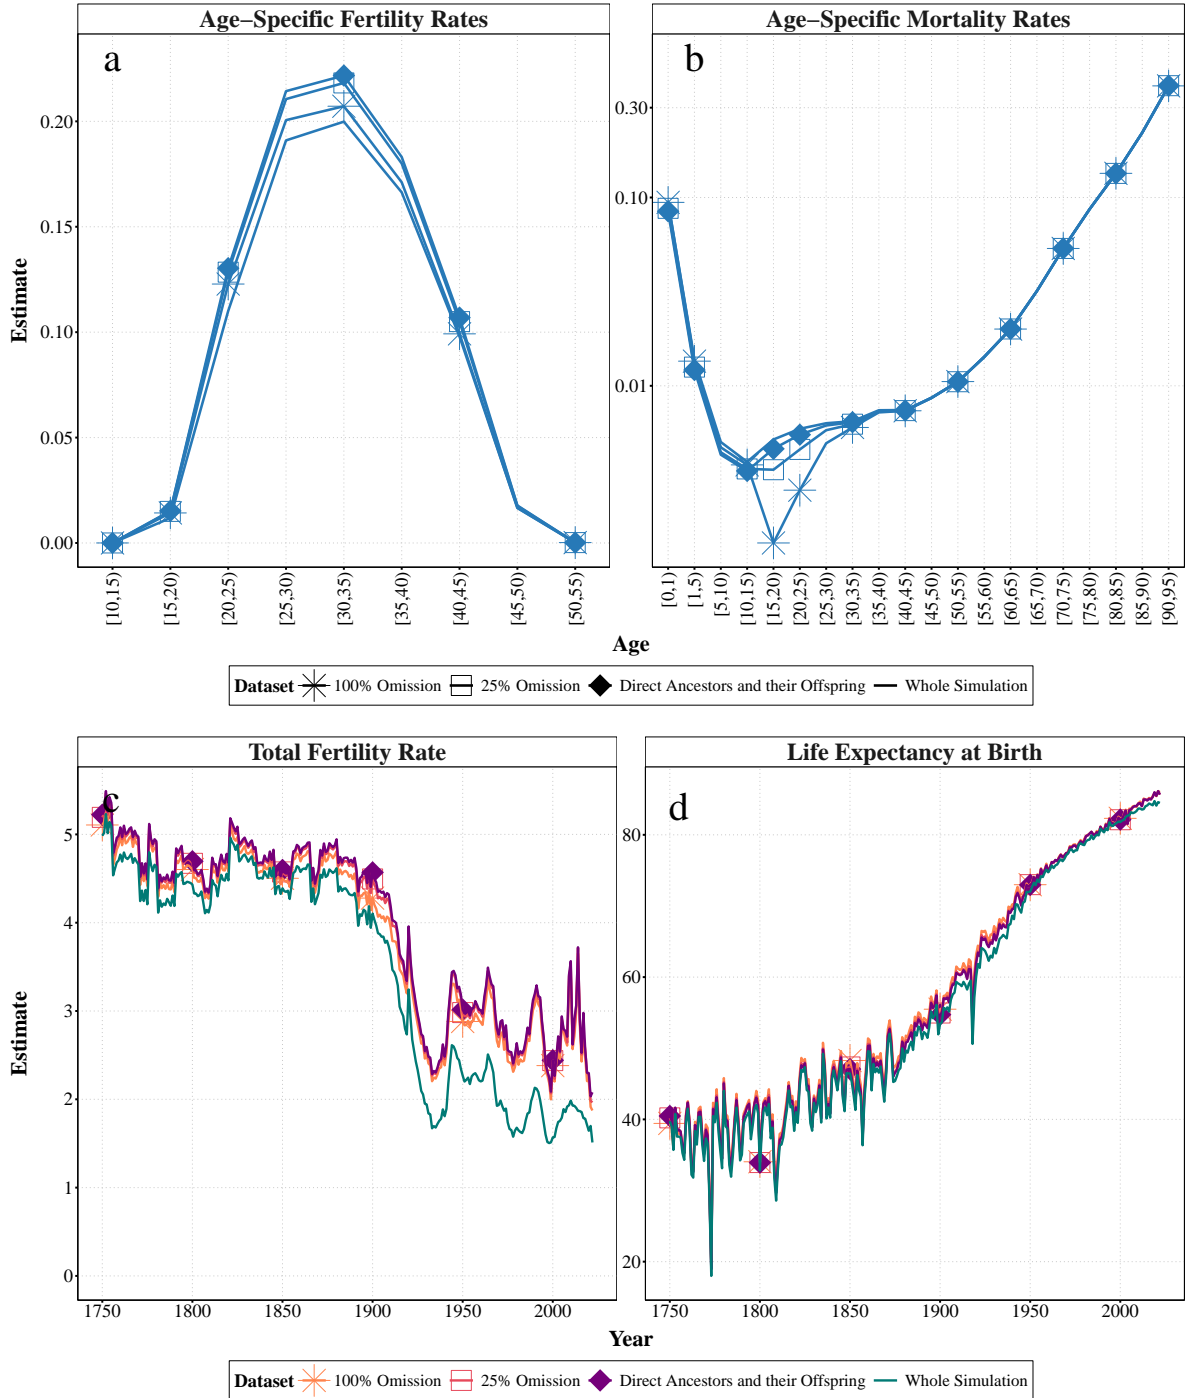 Age−Specific Fertility Rates
Age−Specific Mortality Rates
a
b
Estimate
0.20
0.15
0.10
0.05
0.00
0.30
0.10
0.01
[10,15)
[15,20)
[20,25)
[25,30)
[30,35)
[35,40)
[40,45)
[45,50)
[50,55)
[0,1)
[1,5)
[5,10)
[10,15)
[15,20)
[20,25)
[25,30)
[30,35)
[35,40)
[40,45)
[45,50)
[50,55)
[55,60)
[60,65)
[65,70)
[70,75)
[75,80)
[80,85)
[85,90)
[90,95)
Age
Dataset 100% Omission 25% Omission Direct Ancestors and their Offspring Whole Simulation
Total Fertility Rate
Life Expectancy at Birth
c
d
Estimate
5
4
3
2
1
0
80
60
40
20
1750 1800 1850 1900 1950 2000
1750 1800 1850 1900 1950 2000
Year
Dataset 100% Omission 25% Omission Direct Ancestors and their Offspring Whole Simulation